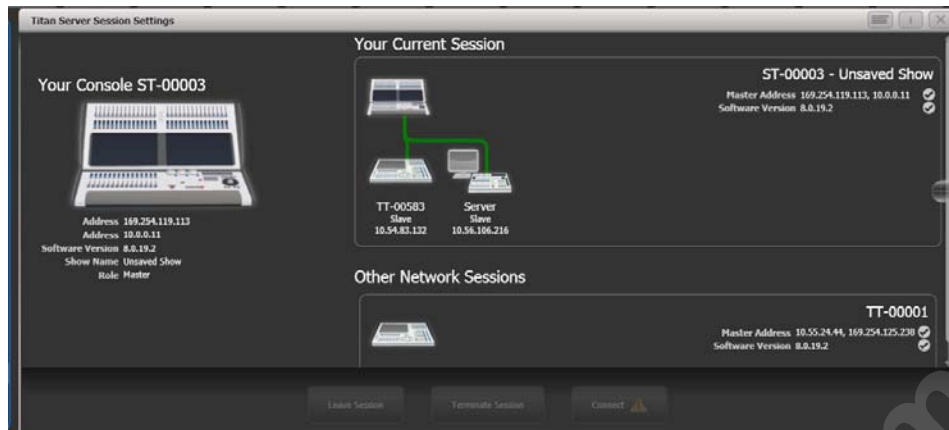 Titan Server Session Settings
Your Console ST-00003
Address 169.254.119.113
Address 10.0.0.11
Software Version 8.0.19.2
Show Name Unsaved Show
Role Master
Your Current Session
ST-00003 - Unsaved Show
Master Address 169.254.119.113, 10.0.0.11
Software Version 8.0.19.2
TT-00583
Slave
10.54.83.132
Server
Slave
10.56.106.216
Other Network Sessions
TT-00001
Master Address 10.55.24.44, 169.254.125.238
Software Version 8.0.19.2
Leave Session
Terminate Session
Connect